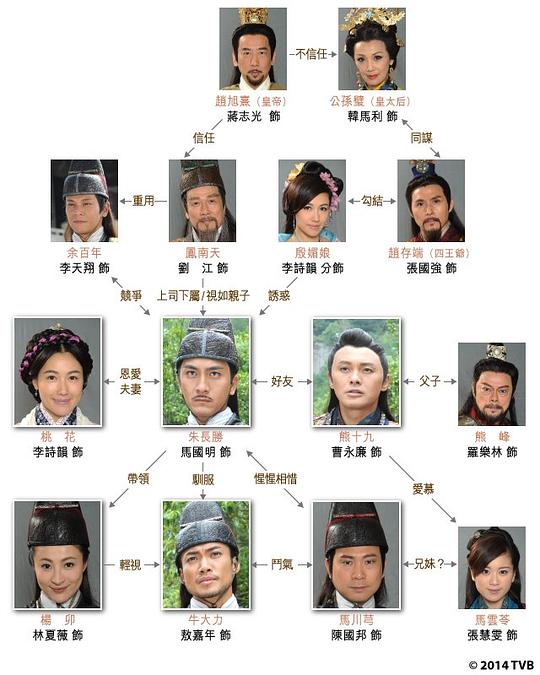 不信任
趙旭熹（皇帝）
蔣志光 飾
公孫璧（皇太后）
韓馬利 飾
信任
同謀
重用
勾結
余百年
李天翔 飾
鳳南天
劉 江 飾
殷媚娘
李詩韻 分飾
趙存端（四王爺）
張國強 飾
競爭
上司下屬/視如親子
誘惑
恩愛
夫妻
好友
父子
桃 花
李詩韻 飾
朱長勝
馬國明 飾
熊十九
曹永廉 飾
熊 峰
羅樂林 飾
帶領
馴服
惺惺相惜
愛慕
輕視
鬥氣
兄妹？
楊 卯
林夏薇 飾
牛大力
敖嘉年 飾
馬川芎
陳國邦 飾
馬雲苓
張慧雯 飾
© 2014 TVB